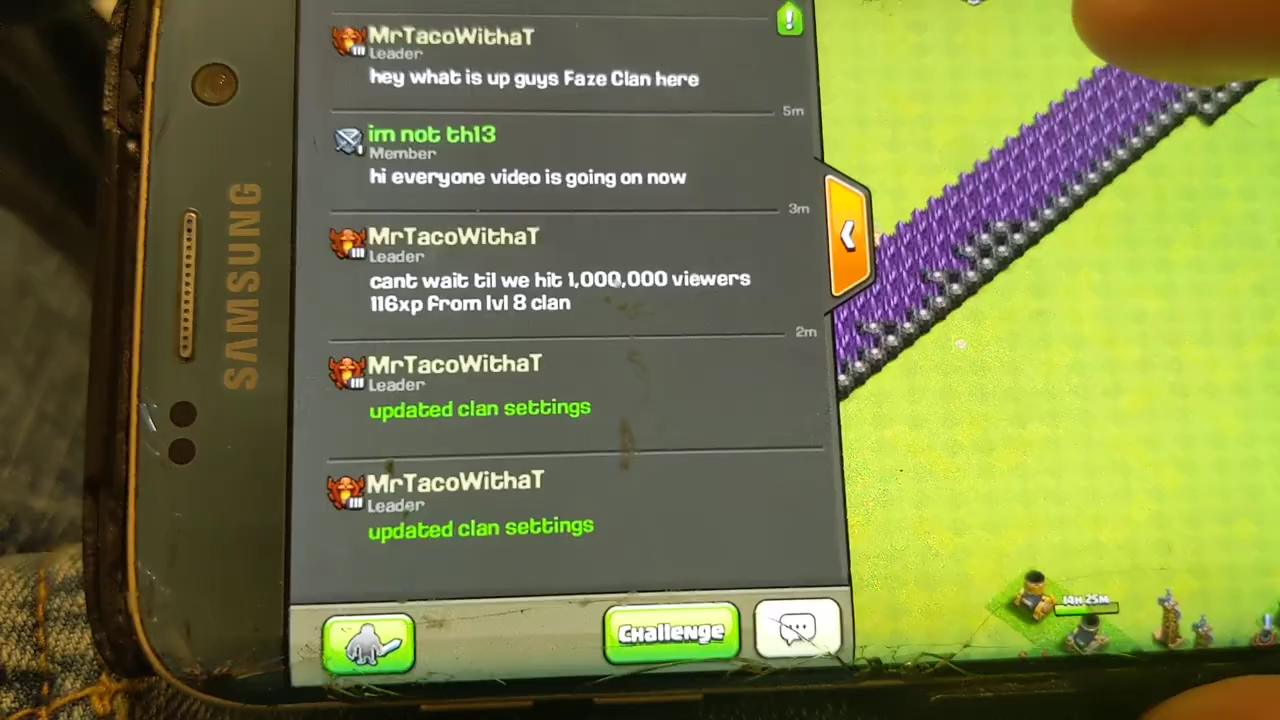 SAMSUNG
MrTacoWithaT
Leader
hey what is up guys Faze Clan here
5m
im not th13
Member
hi everyone video is going on now
3m
MrTacoWithaT
Leader
cant wait til we hit 1,000,000 viewers
116xp from lvl 8 clan
2m
MrTacoWithaT
Leader
updated clan settings
MrTacoWithaT
Leader
updated clan settings
Challenge
14H 25M